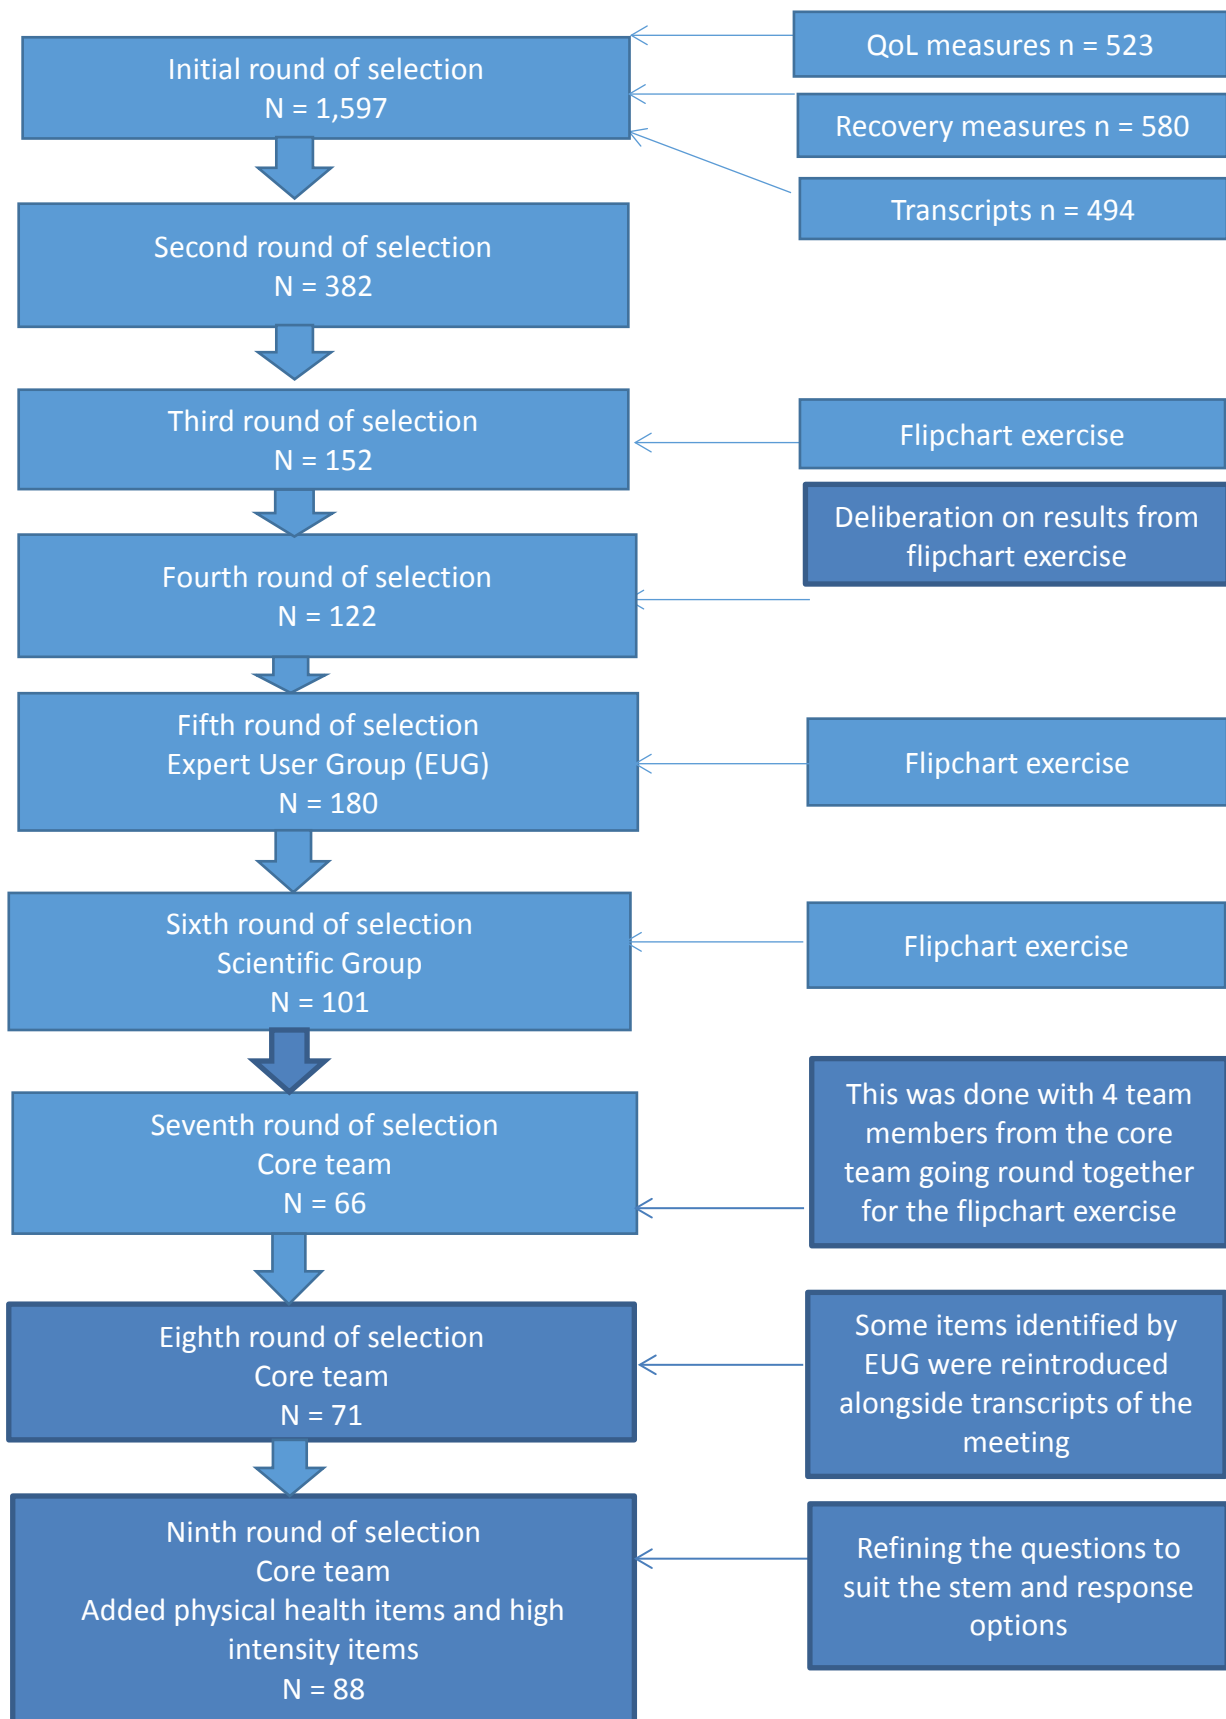 Initial round of selection
N = 1,597
QoL measures n = 523
Recovery measures n = 580
Transcripts n = 494
Second round of selection
N = 382
Third round of selection
N = 152
Flipchart exercise
Deliberation on results from
flipchart exercise
Fourth round of selection
N = 122
Fifth round of selection
Expert User Group (EUG)
N = 180
Flipchart exercise
Sixth round of selection
Scientific Group
N = 101
Flipchart exercise
Seventh round of selection
Core team
N = 66
This was done with 4 team
members from the core
team going round together
for the flipchart exercise
Eighth round of selection
Core team
N = 71
Some items identified by
EUG were reintroduced
alongside transcripts of the
meeting
Ninth round of selection
Core team
Added physical health items and high
intensity items
N = 88
Refining the questions to
suit the stem and response
options